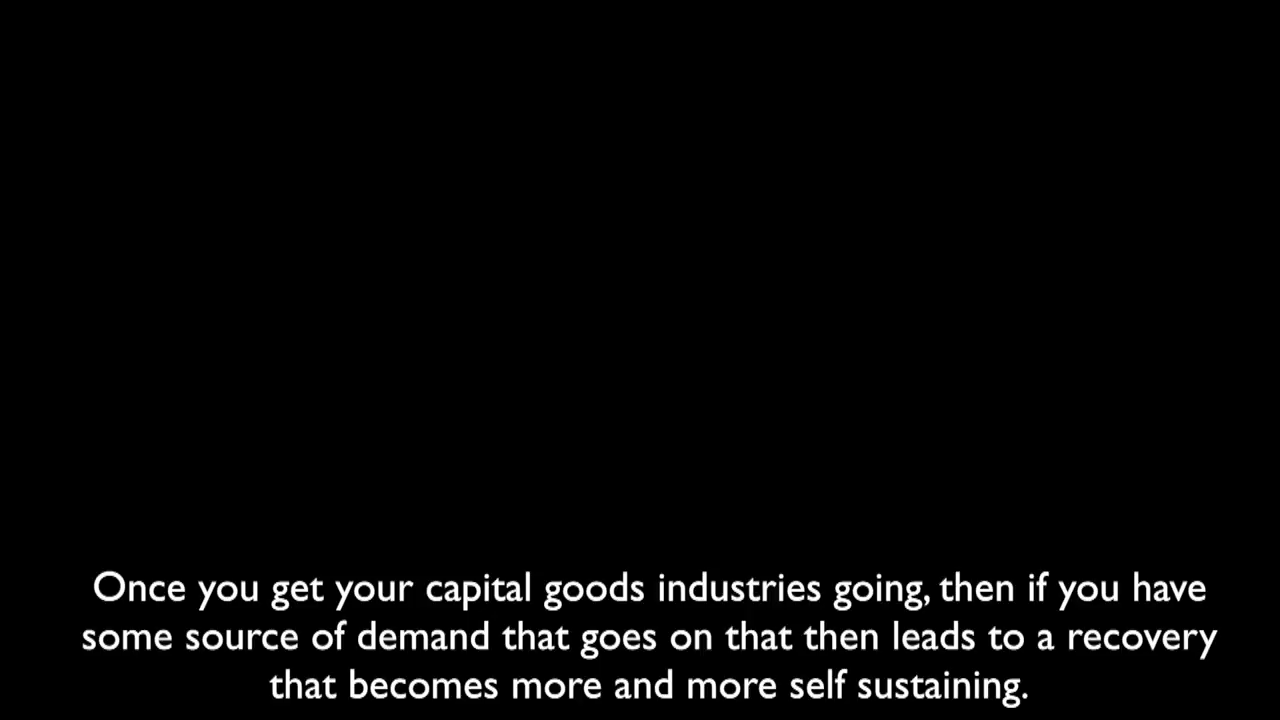 Once you get your capital goods industries going, then if you have
some source of demand that goes on that then leads to a recovery
that becomes more and more self sustaining.